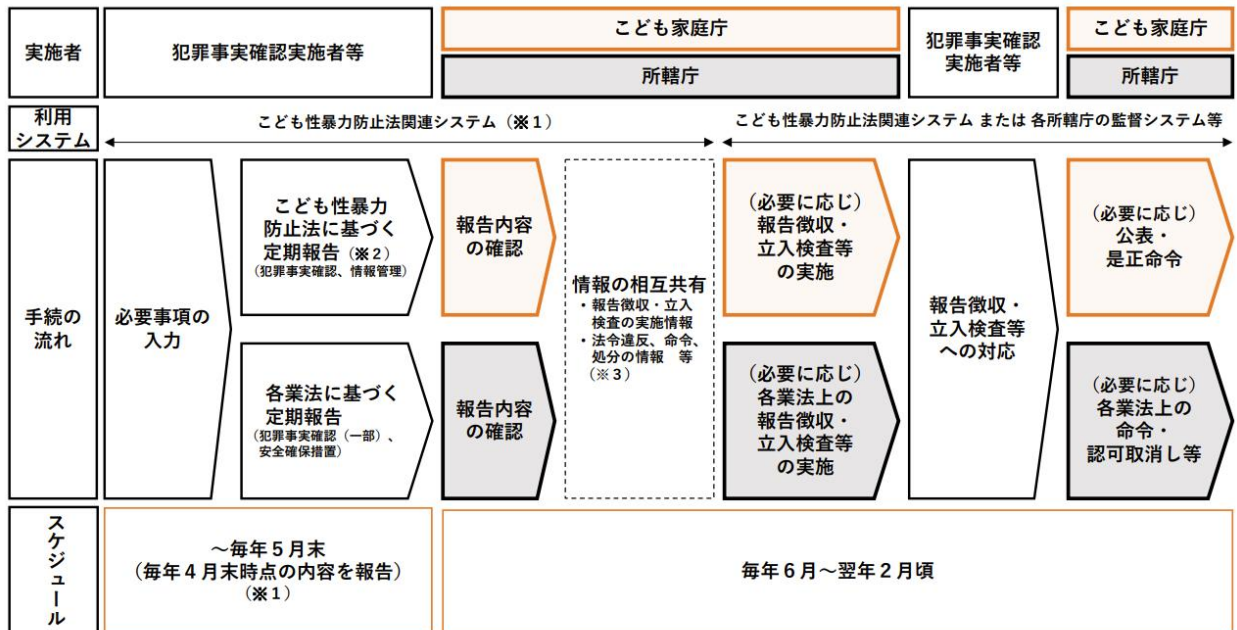 実施者
犯罪事実確認実施者等
こども家庭庁
所轄庁
犯罪事実確認
実施者等
こども家庭庁
所轄庁
利用
システム
こども性暴力防止法関連システム（※１）
こども性暴力防止法関連システム または 各所轄庁の監督システム等
手続の
流れ
必要事項の
入力
こども性暴力
防止法に基づく
定期報告（※２）
（犯罪事実確認、情報管理）
各業法に基づく
定期報告
（犯罪事実確認（一部）、
安全確保措置）
報告内容
の確認
報告内容
の確認
情報の相互共有
・報告徴収・立入
検査の実施情報
・法令違反、命令、
処分の情報　等
（※３）
（必要に応じ）
報告徴収・
立入検査等
の実施
（必要に応じ）
各業法上の
報告徴収・
立入検査等
の実施
報告徴収・
立入検査等
への対応
（必要に応じ）
公表・
是正命令
（必要に応じ）
各業法上の
命令・
認可取消し等
スケジュール
～毎年５月末
（毎年４月末時点の内容を報告）
（※１）
毎年６月～翌年２月頃